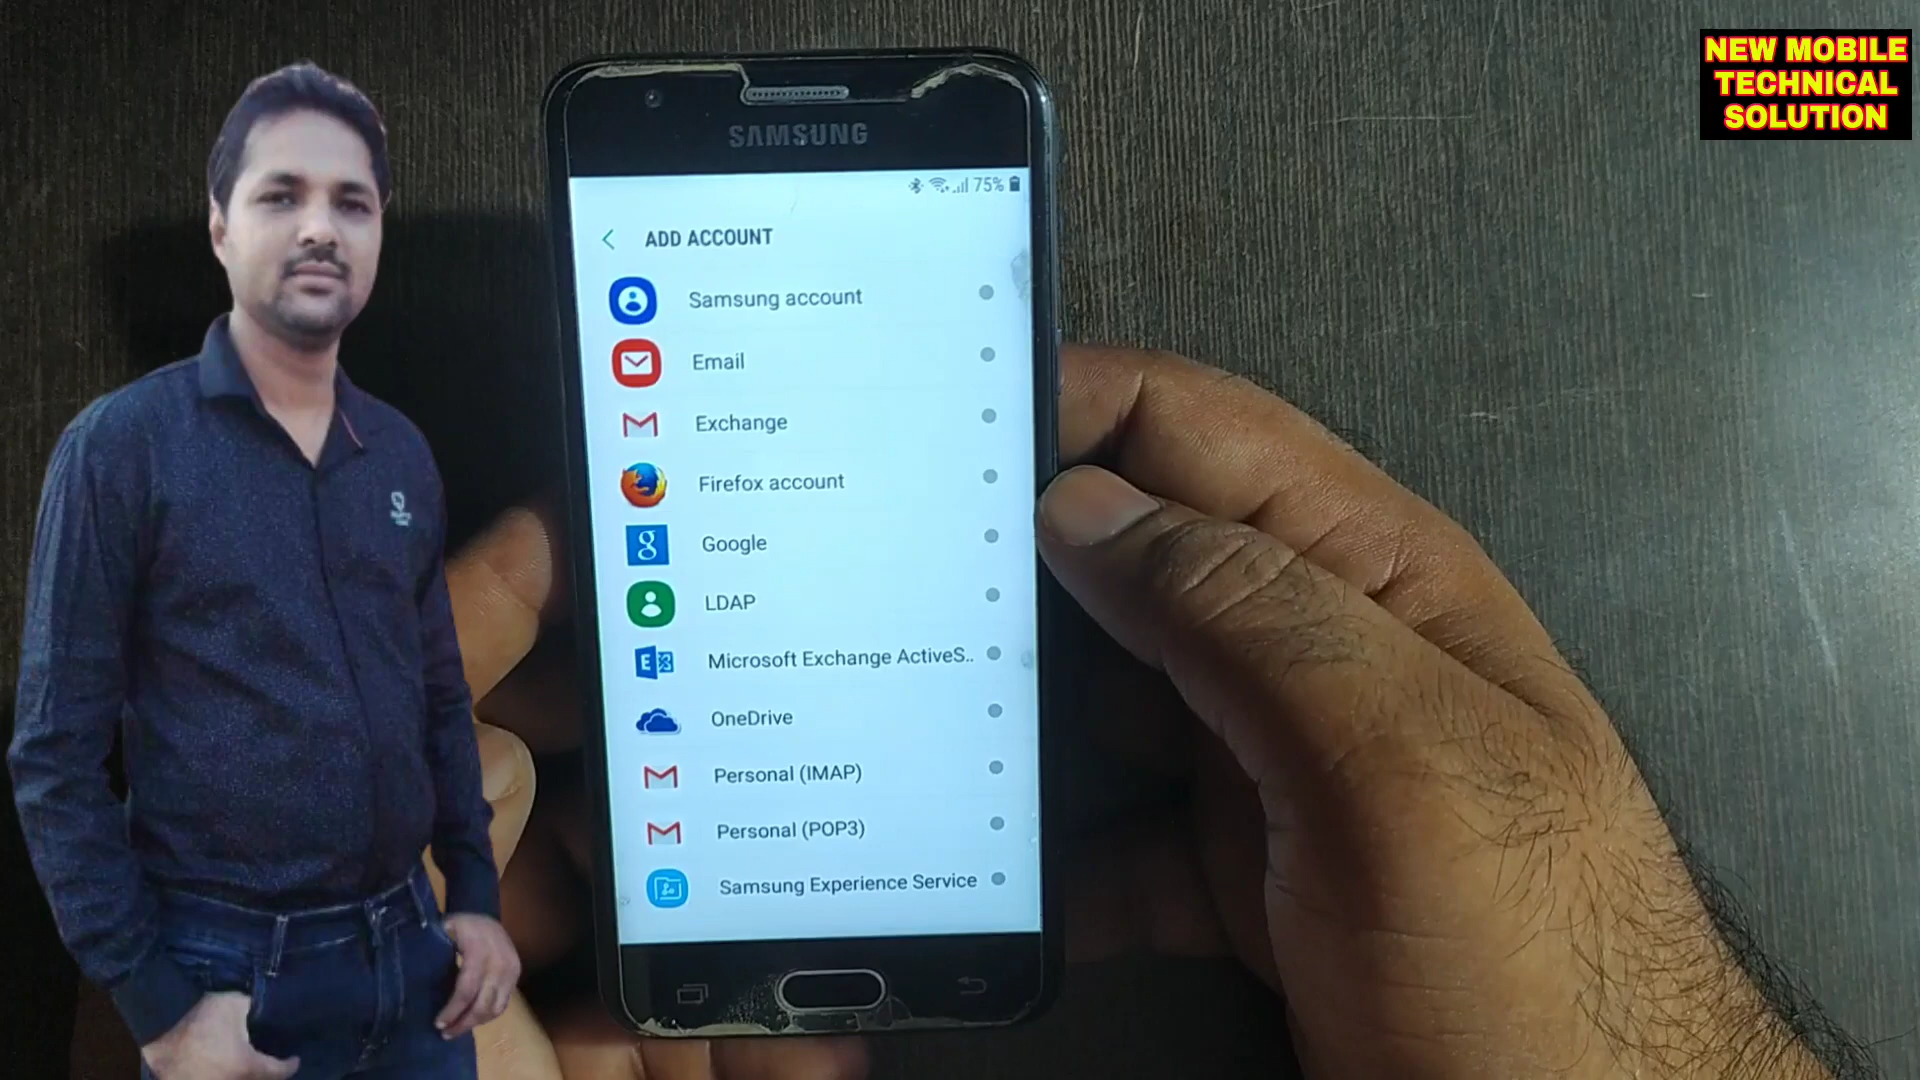 NEW MOBILE
TECHNICAL
SOLUTION
SAMSUNG
75%
ADD ACCOUNT
Samsung account
Email
Exchange
Firefox account
Google
LDAP
Microsoft Exchange ActiveS..
OneDrive
Personal (IMAP)
Personal (POP3)
Samsung Experience Service